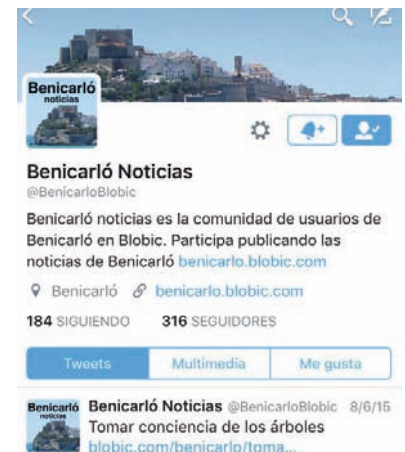 Benicarló
noticias
Benicarló Noticias
@BenicarloBlobic
Benicarló noticias es la comunidad de usuarios de
Benicarló en Blobic. Participa publicando las
noticias de Benicarló benicarlo.blobic.com
Benicarló benicarlo.blobic.com
184 SIGUIENDO 316 SEGUIDORES
Tweets Multimedia Me gusta
Benicarló
noticias
Benicarló Noticias @BenicarloBlobic 8/6/15
Tomar conciencia de los árboles
blobic.com/benicarlo/toma...